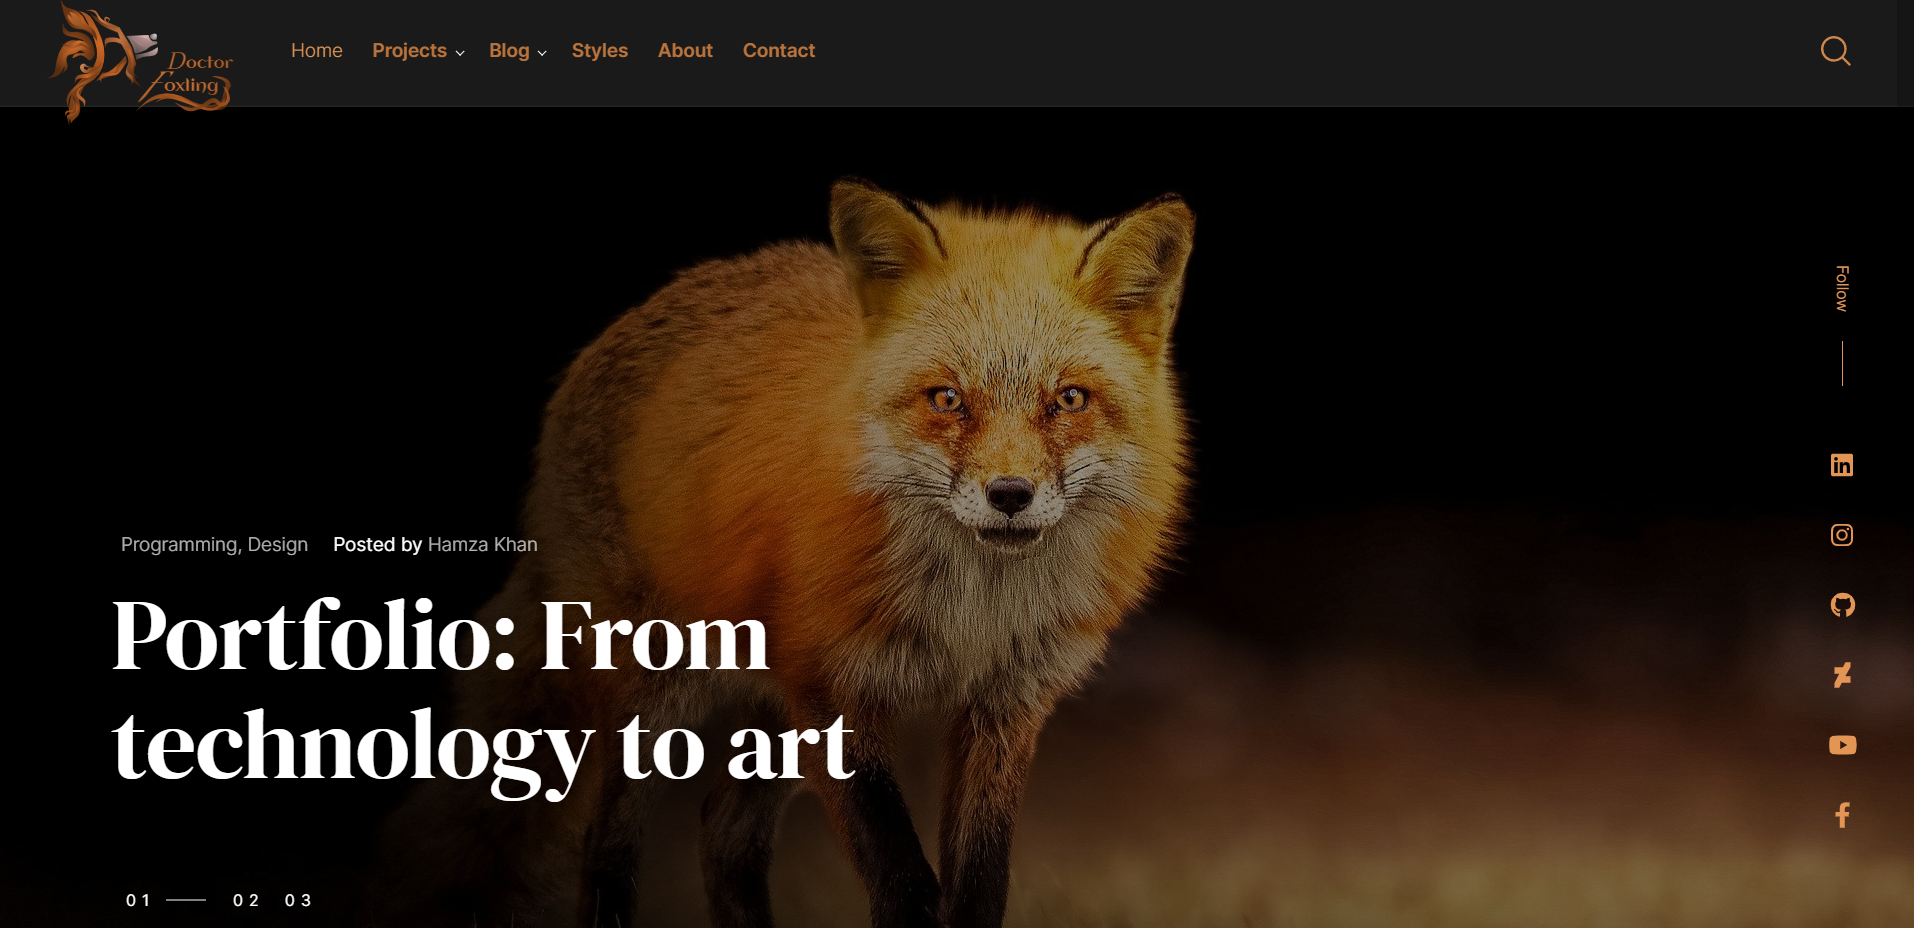 Doctor
Foxling
Home Projects Blog Styles About Contact
Follow
Programming, Design Posted by Hamza Khan
Portfolio: From
technology to art
01 02 03